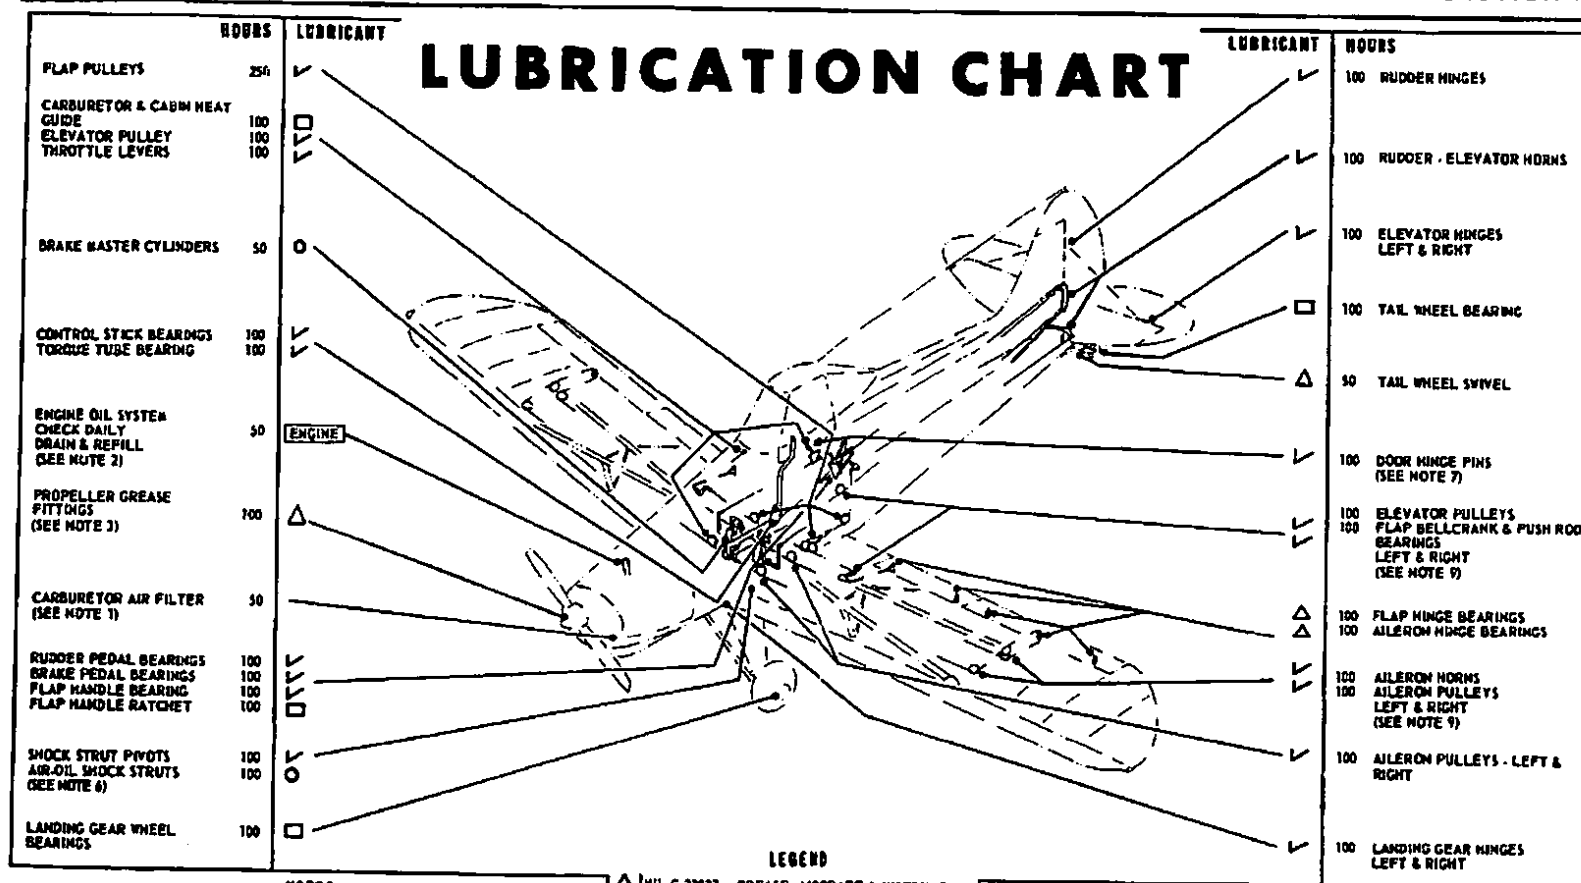 HOURS LUBRICANT
LUBRICATION CHART
LUBRICANT HOURS
FLAP PULLEYS 250
CARBURETOR & CABIN HEAT
GUIDE 100
ELEVATOR PULLEY 100
THROTTLE LEVERS 100
BRAKE MASTER CYLINDERS 50
CONTROL STICK BEARINGS 100
TORQUE TUBE BEARING 100
ENGINE OIL SYSTEM
CHECK DAILY 50 ENGINE
DRAIN & REFILL
(SEE NOTE 2)
PROPELLER GREASE
FITTINGS 100
(SEE NOTE 3)
CARBURETOR AIR FILTER 50
(SEE NOTE 1)
RUDDER PEDAL BEARINGS 100
BRAKE PEDAL BEARINGS 100
FLAP HANDLE BEARING 100
FLAP HANDLE RATCHET 100
SHOCK STRUT PIVOTS 100
AIR-OIL SHOCK STRUTS 100
(SEE NOTE 6)
LANDING GEAR WHEEL 100
BEARINGS
100 RUDDER HINGES
100 RUDDER - ELEVATOR HORNS
100 ELEVATOR HINGES
LEFT & RIGHT
100 TAIL WHEEL BEARING
50 TAIL WHEEL SWIVEL
100 DOOR HINGE PINS
(SEE NOTE 7)
100 ELEVATOR PULLEYS
100 FLAP BELLCRANK & PUSH ROD
BEARINGS
LEFT & RIGHT
(SEE NOTE 9)
100 FLAP HINGE BEARINGS
100 AILERON HINGE BEARINGS
100 AILERON HORNS
100 AILERON PULLEYS
LEFT & RIGHT
(SEE NOTE 9)
100 AILERON PULLEYS - LEFT &
RIGHT
100 LANDING GEAR HINGES
LEFT & RIGHT
LEGEND